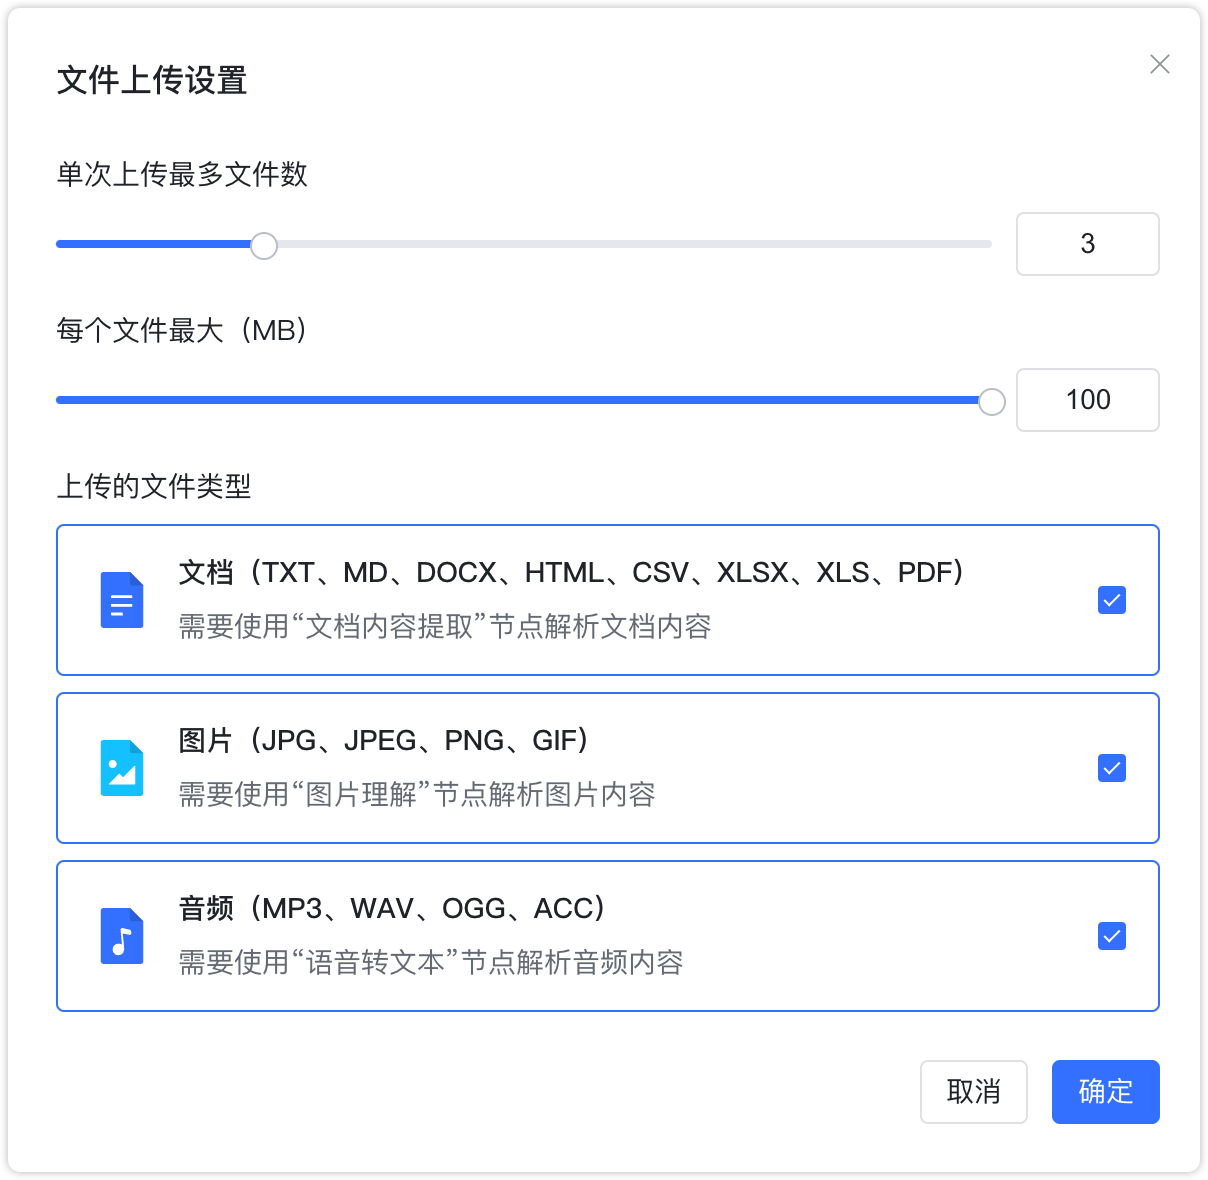 文件上传设置
单次上传最多文件数
3
每个文件最大（MB）
100
上传的文件类型
文档（TXT、MD、DOCX、HTML、CSV、XLSX、XLS、PDF）
需要使用“文档内容提取”节点解析文档内容
图片（JPG、JPEG、PNG、GIF）
需要使用“图片理解”节点解析图片内容
音频（MP3、WAV、OGG、ACC）
需要使用“语音转文本”节点解析音频内容
取消
确定